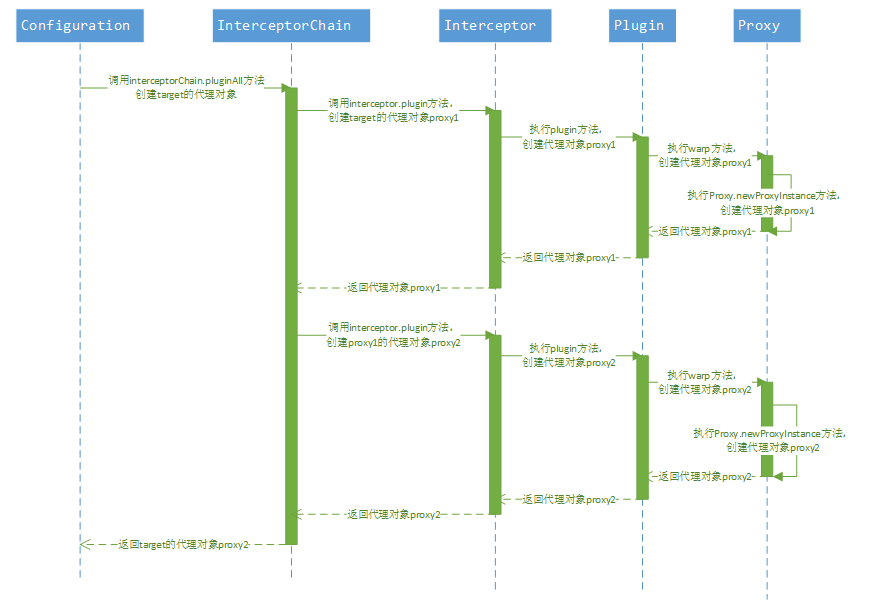 Configuration
InterceptorChain
Interceptor
Plugin
Proxy
调用interceptorChain.pluginAll方法
创建target的代理对象
调用interceptor.plugin方法，
创建target的代理对象proxy1
执行plugin方法，
创建代理对象proxy1
执行warp方法，
创建代理对象proxy1
执行Proxy.newProxyInstance方法，
创建代理对象proxy1
返回代理对象proxy1
返回代理对象proxy1
返回代理对象proxy1
调用interceptor.plugin方法，
创建proxy1的代理对象proxy2
执行plugin方法，
创建代理对象proxy2
执行warp方法，
创建代理对象proxy2
执行Proxy.newProxyInstance方法，
创建代理对象proxy2
返回代理对象proxy2
返回代理对象proxy2
返回代理对象proxy2
返回target的代理对象proxy2